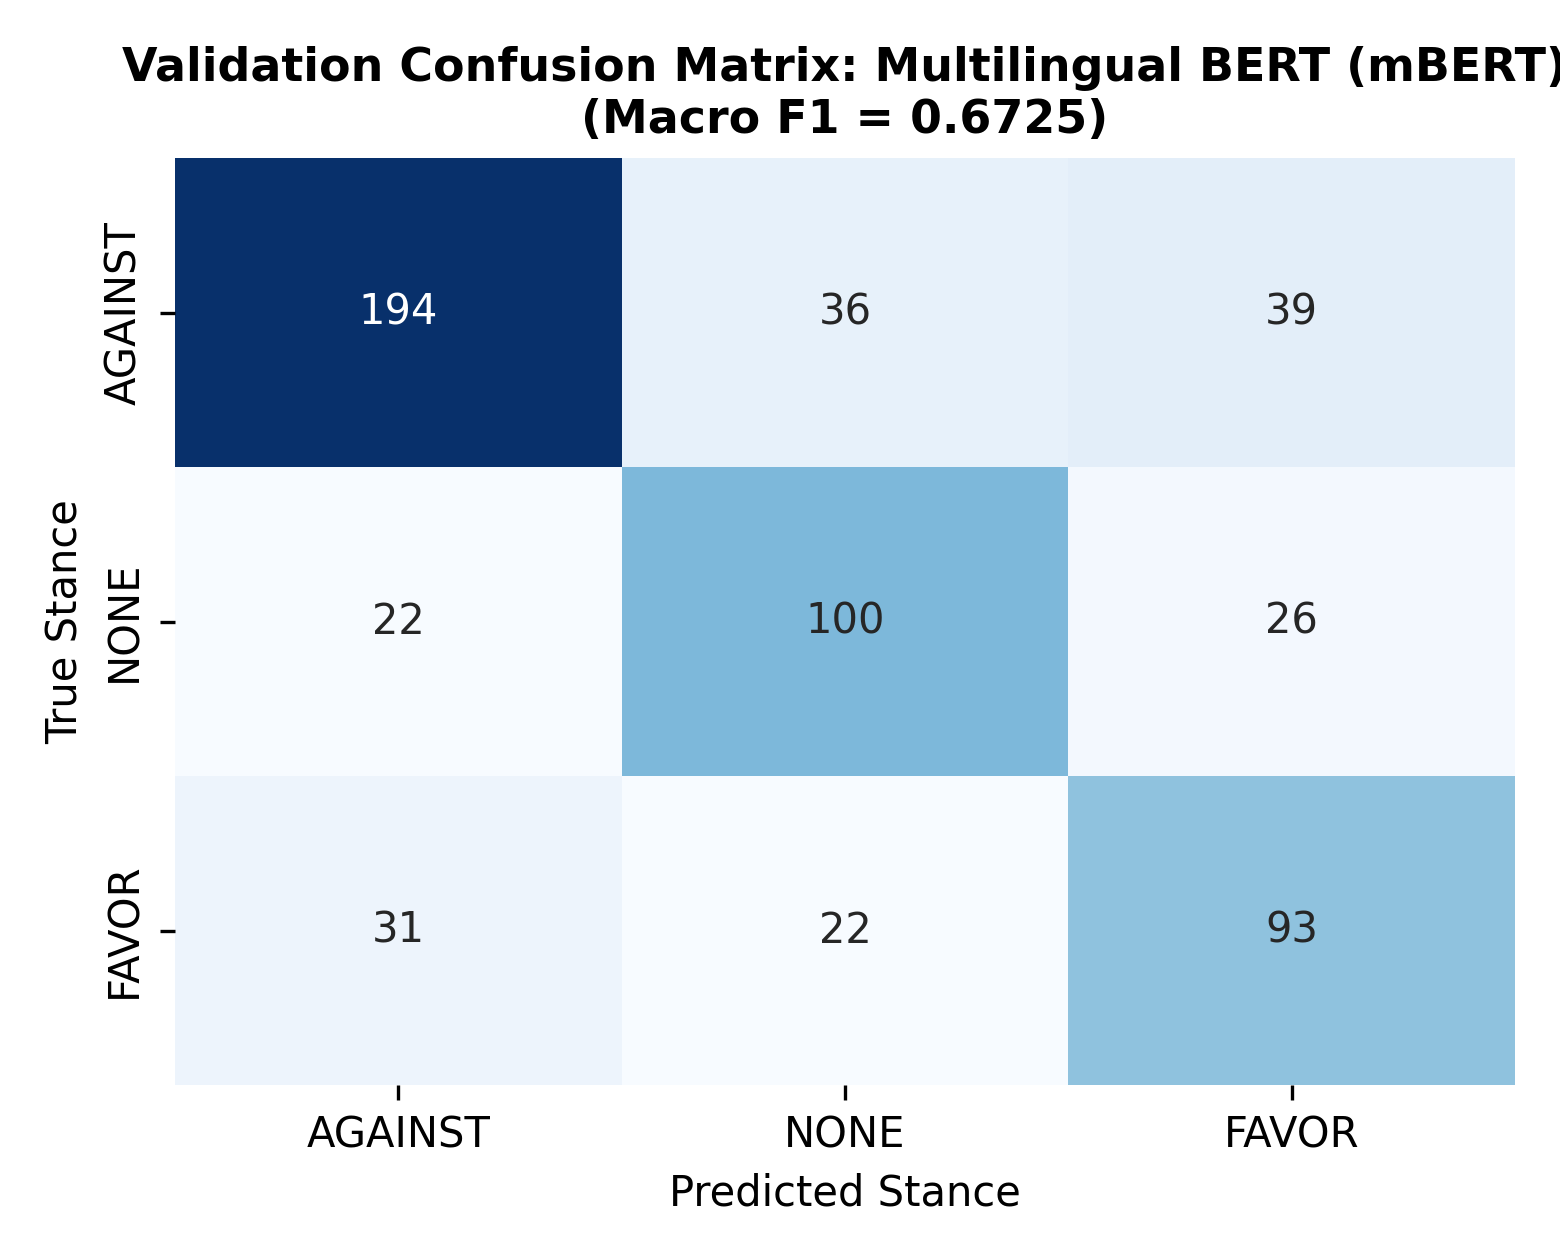 Validation Confusion Matrix: Multilingual BERT (mBERT)
(Macro F1 = 0.6725)
True Stance
AGAINST
194
36
39
NONE
22
100
26
FAVOR
31
22
93
AGAINST
NONE
FAVOR
Predicted Stance